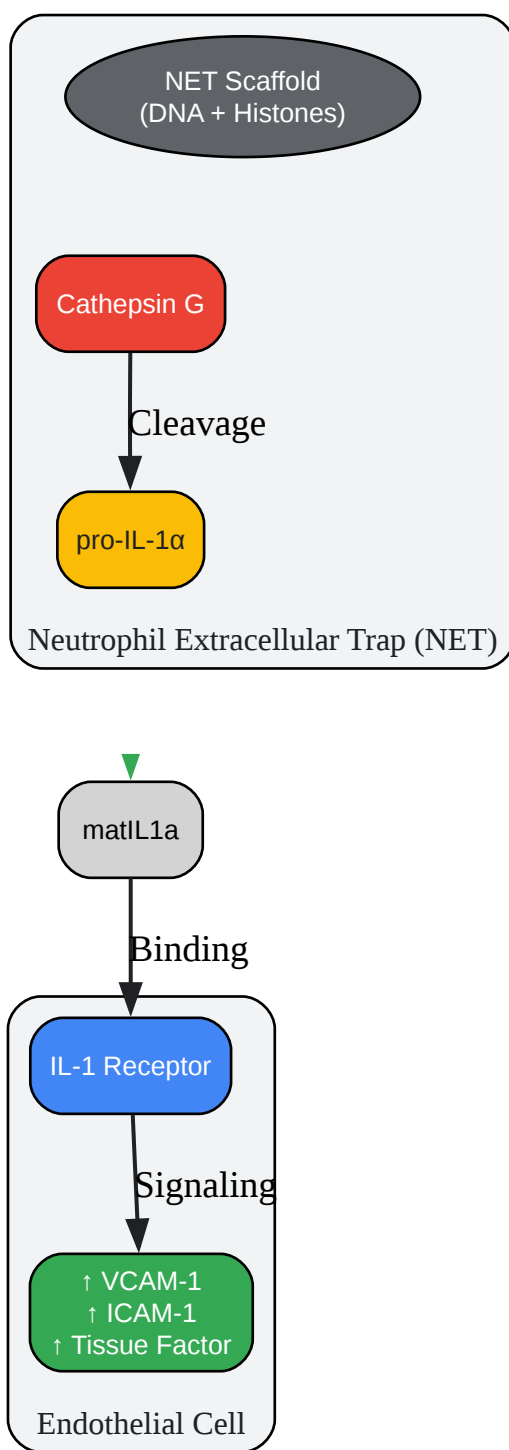 NET Scaffold
(DNA + Histones)
Cathepsin G
Cleavage
pro-IL-1α
Neutrophil Extracellular Trap (NET)
matIL1a
Binding
IL-1 Receptor
Signaling
↑ VCAM-1
↑ ICAM-1
↑ Tissue Factor
Endothelial Cell